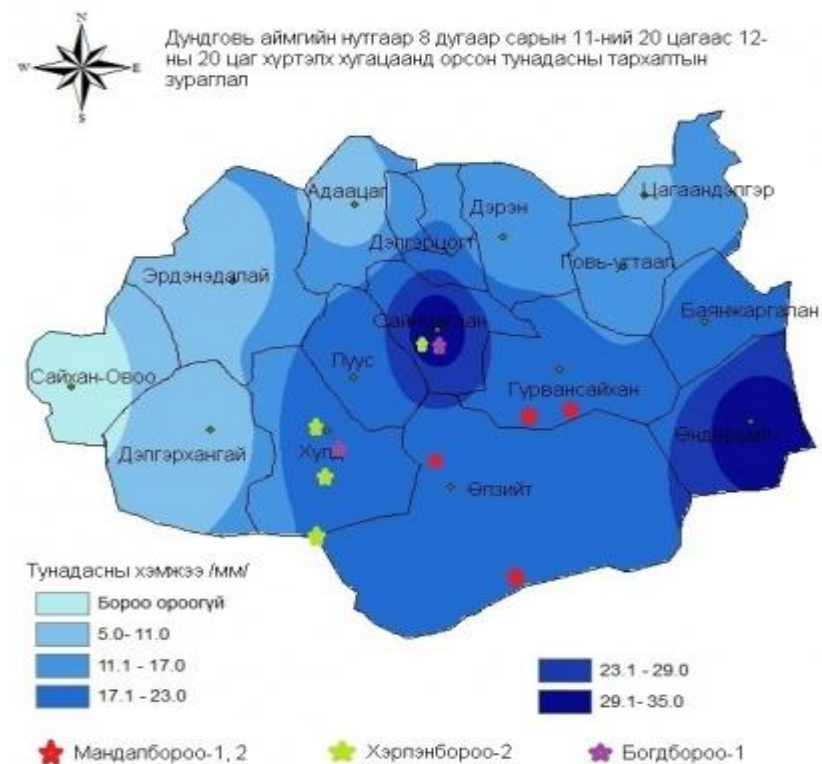 N
W E
S
Дундговь аймгийн нутгаар 8 дугаар сарын 11-ний 20 цагаас 12-
ны 20 цаг хүртэлх хугацаанд орсон тунадасны тархалтын
зураглал
Адаацаг
Цагаандэлгэр
Дэрэн
Дэлгэрцогт
Говь-угтаал
Эрдэнэдалай
Баянжаргалан
Сайнцагаан
Сайхан-Овоо
Луус
Гурвансайхан
Өндөршил
Дэлгэрхангай
Хулд
Өлзийт
Тунадасны хэмжээ /мм/
Бороо ороогүй
5.0- 11.0
11.1 - 17.0
17.1 - 23.0
23.1 - 29.0
29.1- 35.0
Мандалбороо-1, 2
Хэрлэнбороо-2
Богдбороо-1